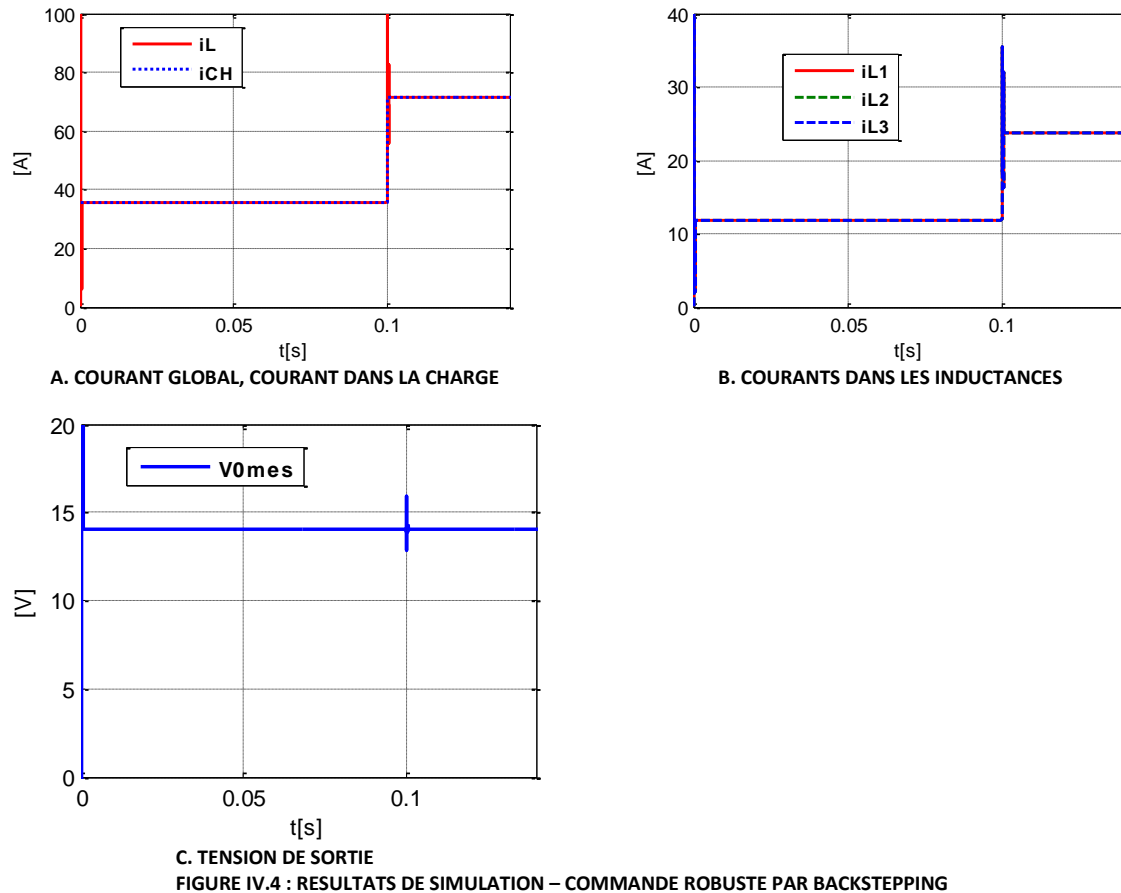 100
80
60
40
20
0
[A]
iL
iCH
0
0.05
0.1
t[s]
A. COURANT GLOBAL, COURANT DANS LA CHARGE
40
30
20
10
0
[A]
iL1
iL2
iL3
0
0.05
0.1
t[s]
B. COURANTS DANS LES INDUCTANCES
20
15
10
5
0
[V]
V0mes
0
0.05
0.1
t[s]
C. TENSION DE SORTIE
FIGURE IV.4 : RESULTATS DE SIMULATION – COMMANDE ROBUSTE PAR BACKSTEPPING